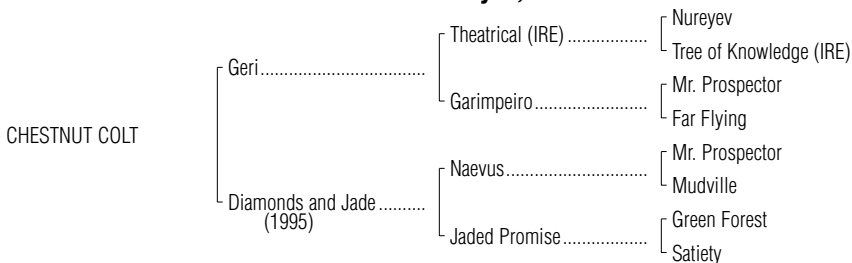 Nureyev
Theatrical (IRE) .................
Tree of Knowledge (IRE)
Geri.................................
Mr. Prospector
Garimpeiro........................
Far Flying
CHESTNUT COLT
Mr. Prospector
Naevus..............................
Mudville
Diamonds and Jade ..........
(1995)
Green Forest
Jaded Promise..................
Satiety